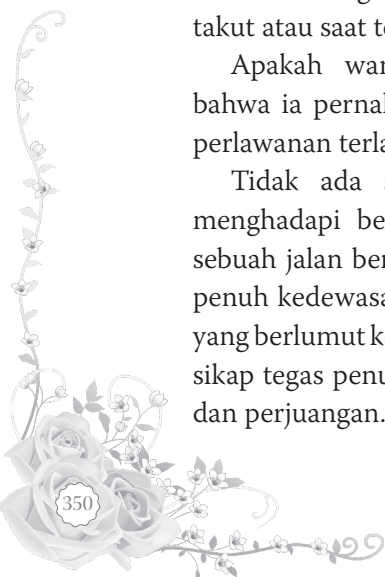 takut atau saat
Apakah
bahwa ia
perlawanan
Tidak ada
menghadapi
sebuah jalan
penuh
yang berlumut
sikap tegas
dan perjuangan.
350